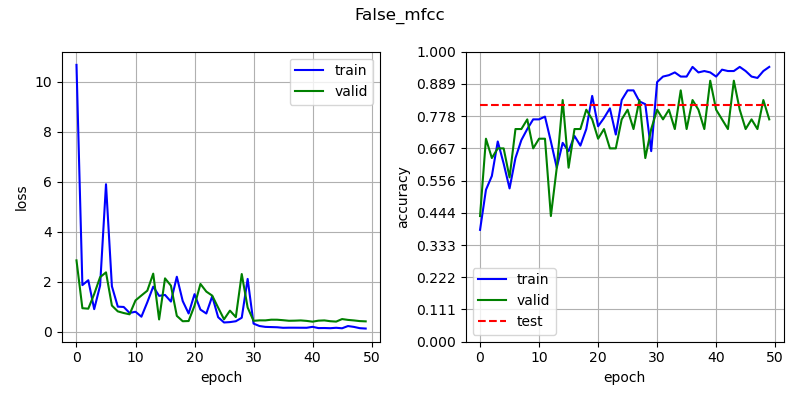 False_mfcc
10
8
6
4
2
0
0
10
20
30
40
50
loss
epoch
train
valid
1.000
0.889
0.778
0.667
0.556
0.444
0.333
0.222
0.111
0.000
0
10
20
30
40
50
accuracy
epoch
train
valid
test